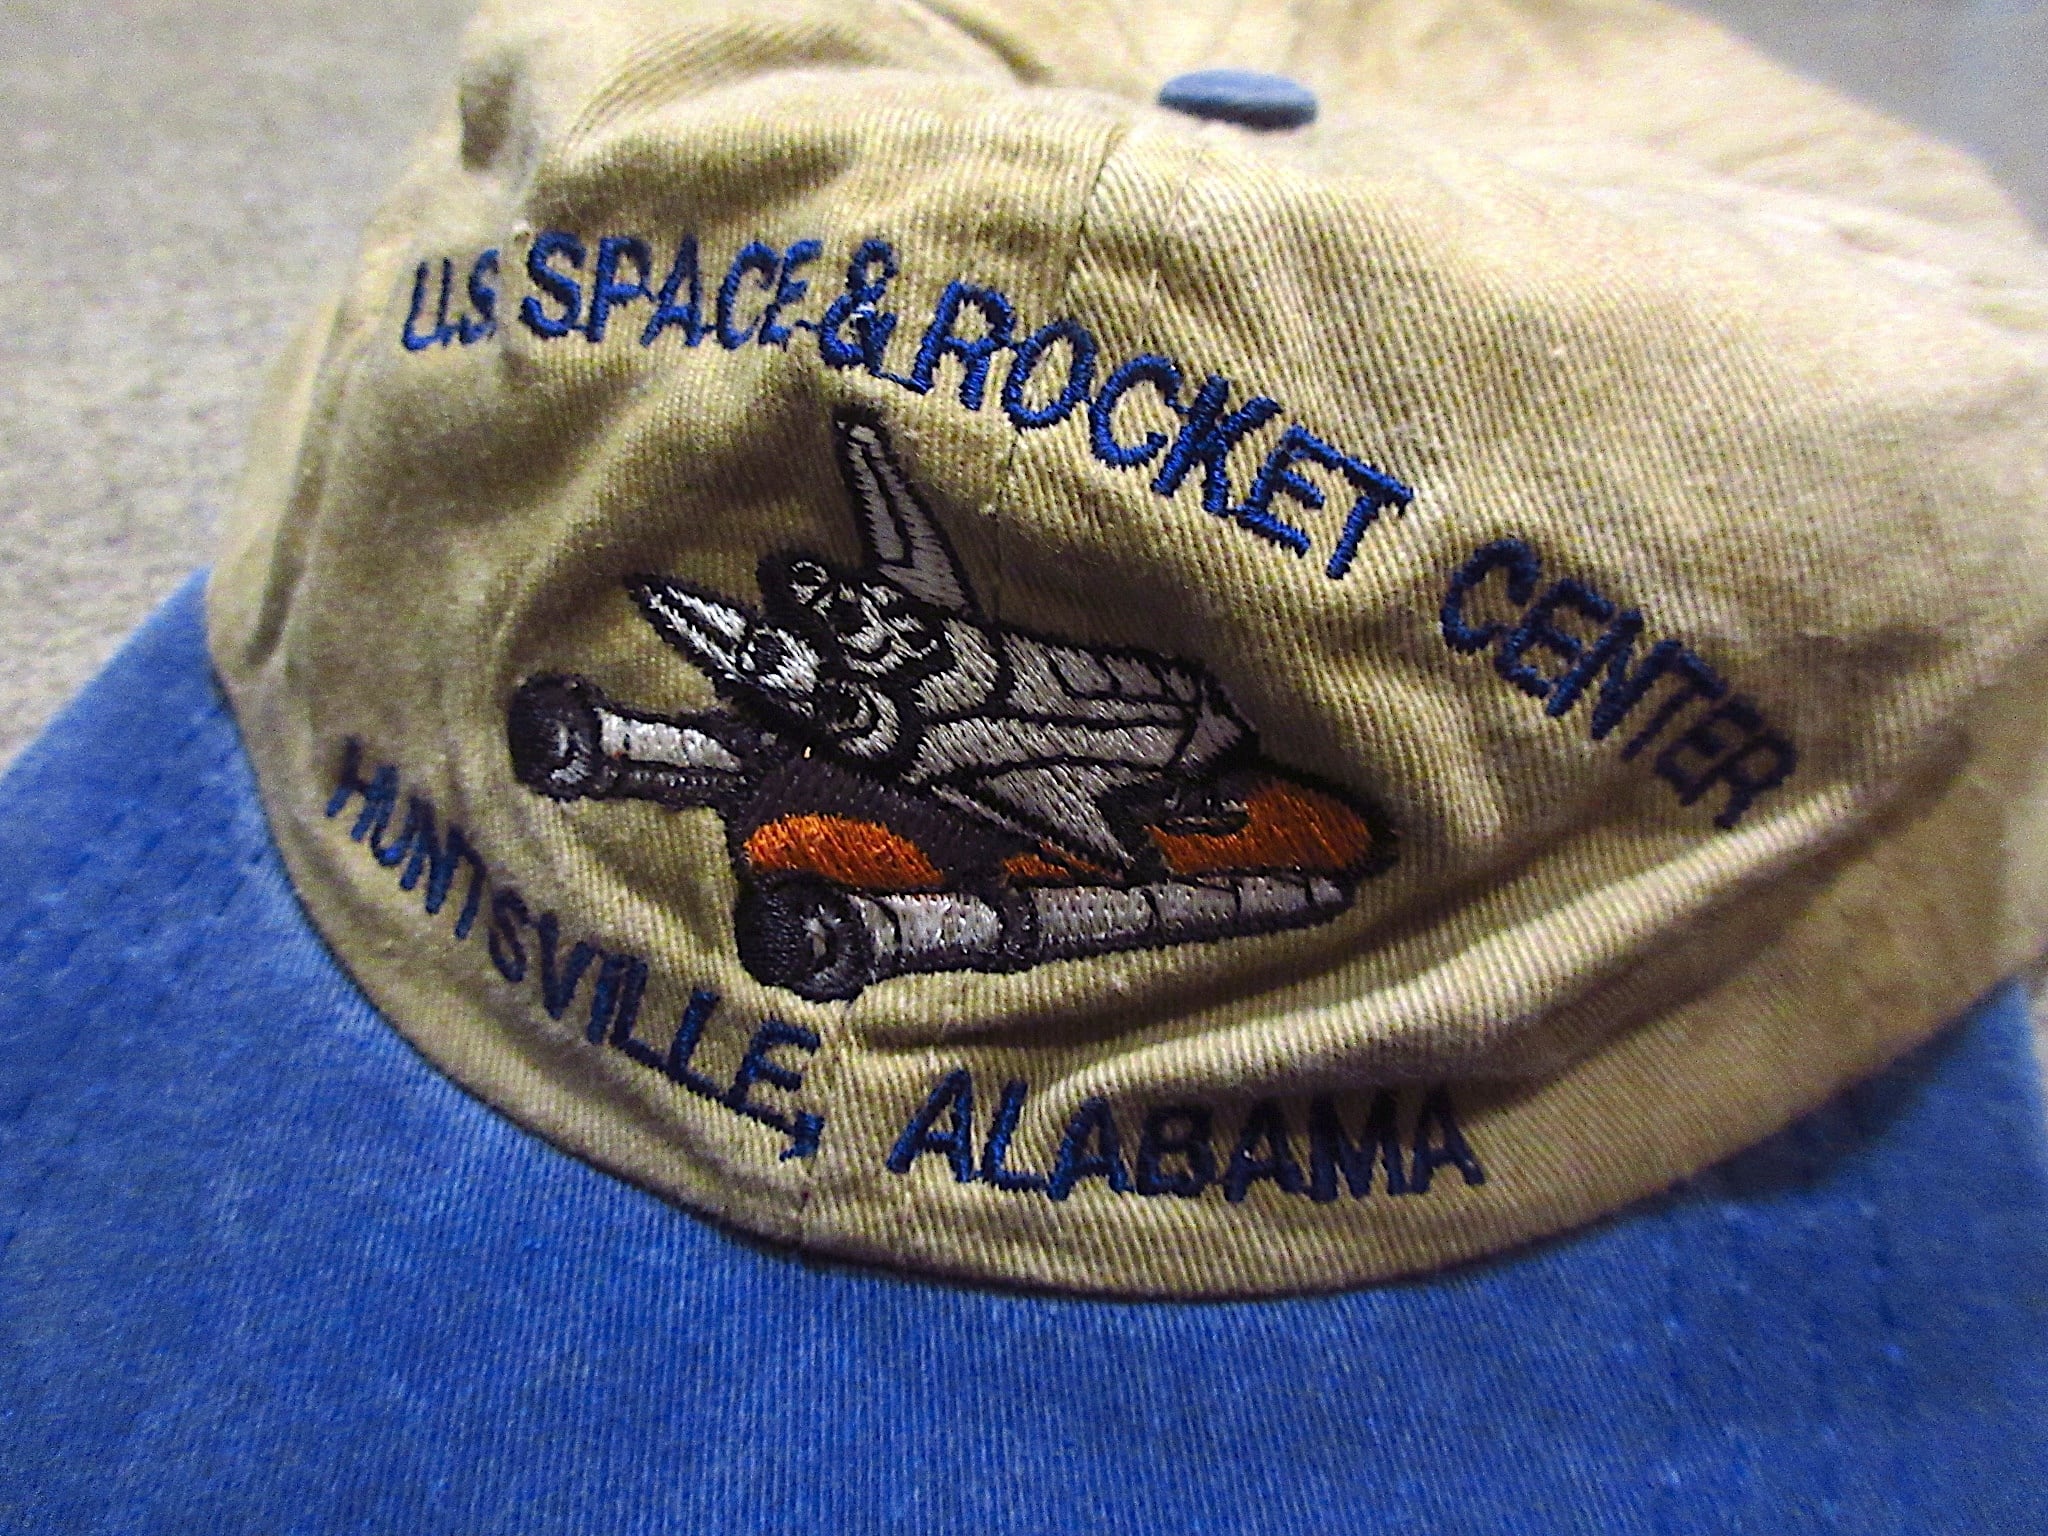 U.S SPACE & ROCKET CENTER
HUNTSVILLE, ALABAMA